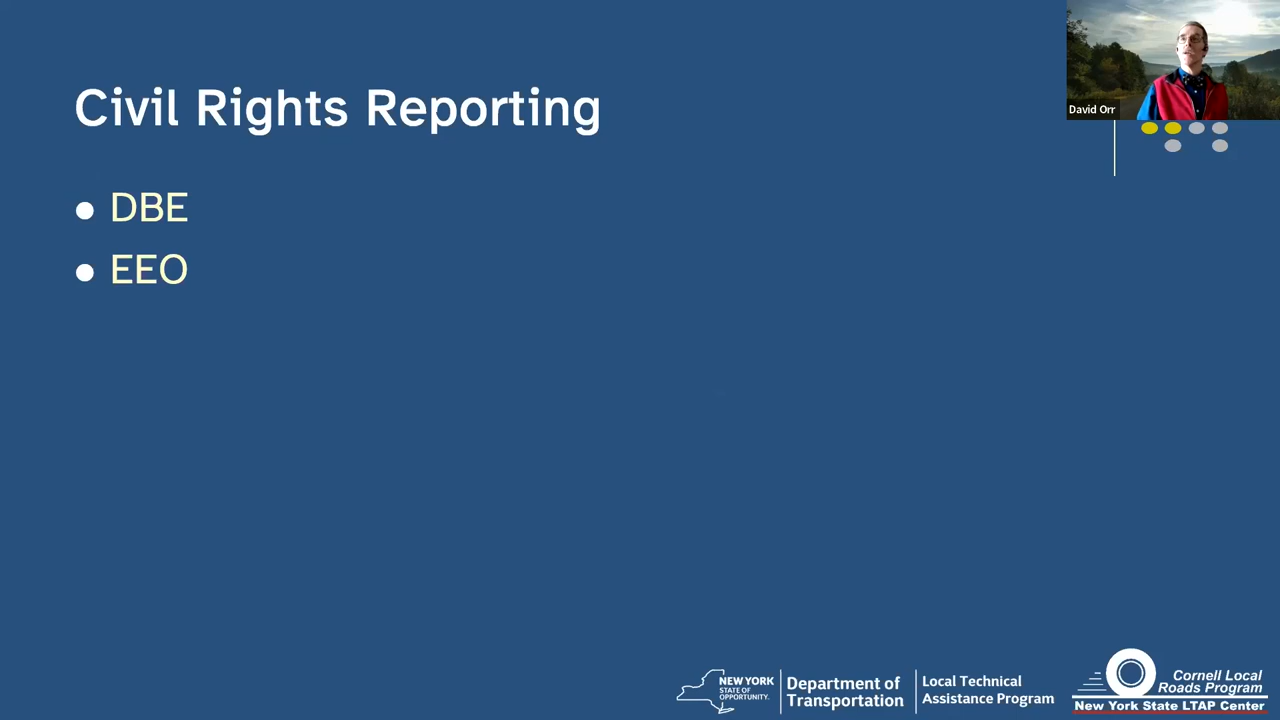 Civil Rights Reporting
David Orr
● DBE
● EEO
NEW YORK
STATE OF
OPPORTUNITY.
Department of
Transportation
Local Technical
Assistance Program
Cornell Local
Roads Program
New York State LTAP Center